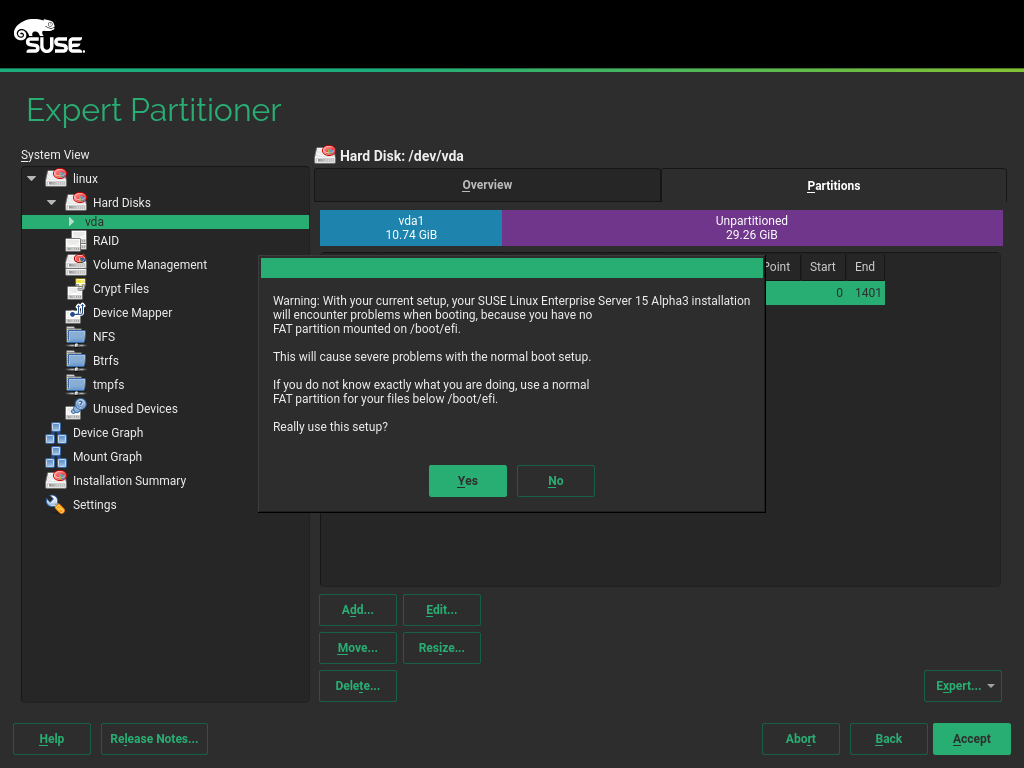 SUSE
Expert Partitioner
System View
linux
Hard Disks
vda
RAID
Volume Management
Crypt Files
Device Mapper
NFS
Btrfs
tmpfs
Unused Devices
Device Graph
Mount Graph
Installation Summary
Settings
Hard Disk: /dev/vda
Overview
Partitions
vda1
10.74 GiB
Unpartitioned
29.26 GiB
Point Start End
0 1401
Warning: With your current setup, your SUSE Linux Enterprise Server 15 Alpha3 installation
will encounter problems when booting, because you have no
FAT partition mounted on /boot/efi.
This will cause severe problems with the normal boot setup.
If you do not know exactly what you are doing, use a normal
FAT partition for your files below /boot/efi.
Really use this setup?
Yes No
Add... Edit...
Move... Resize...
Delete... Expert...
Help Release Notes... Abort Back Accept